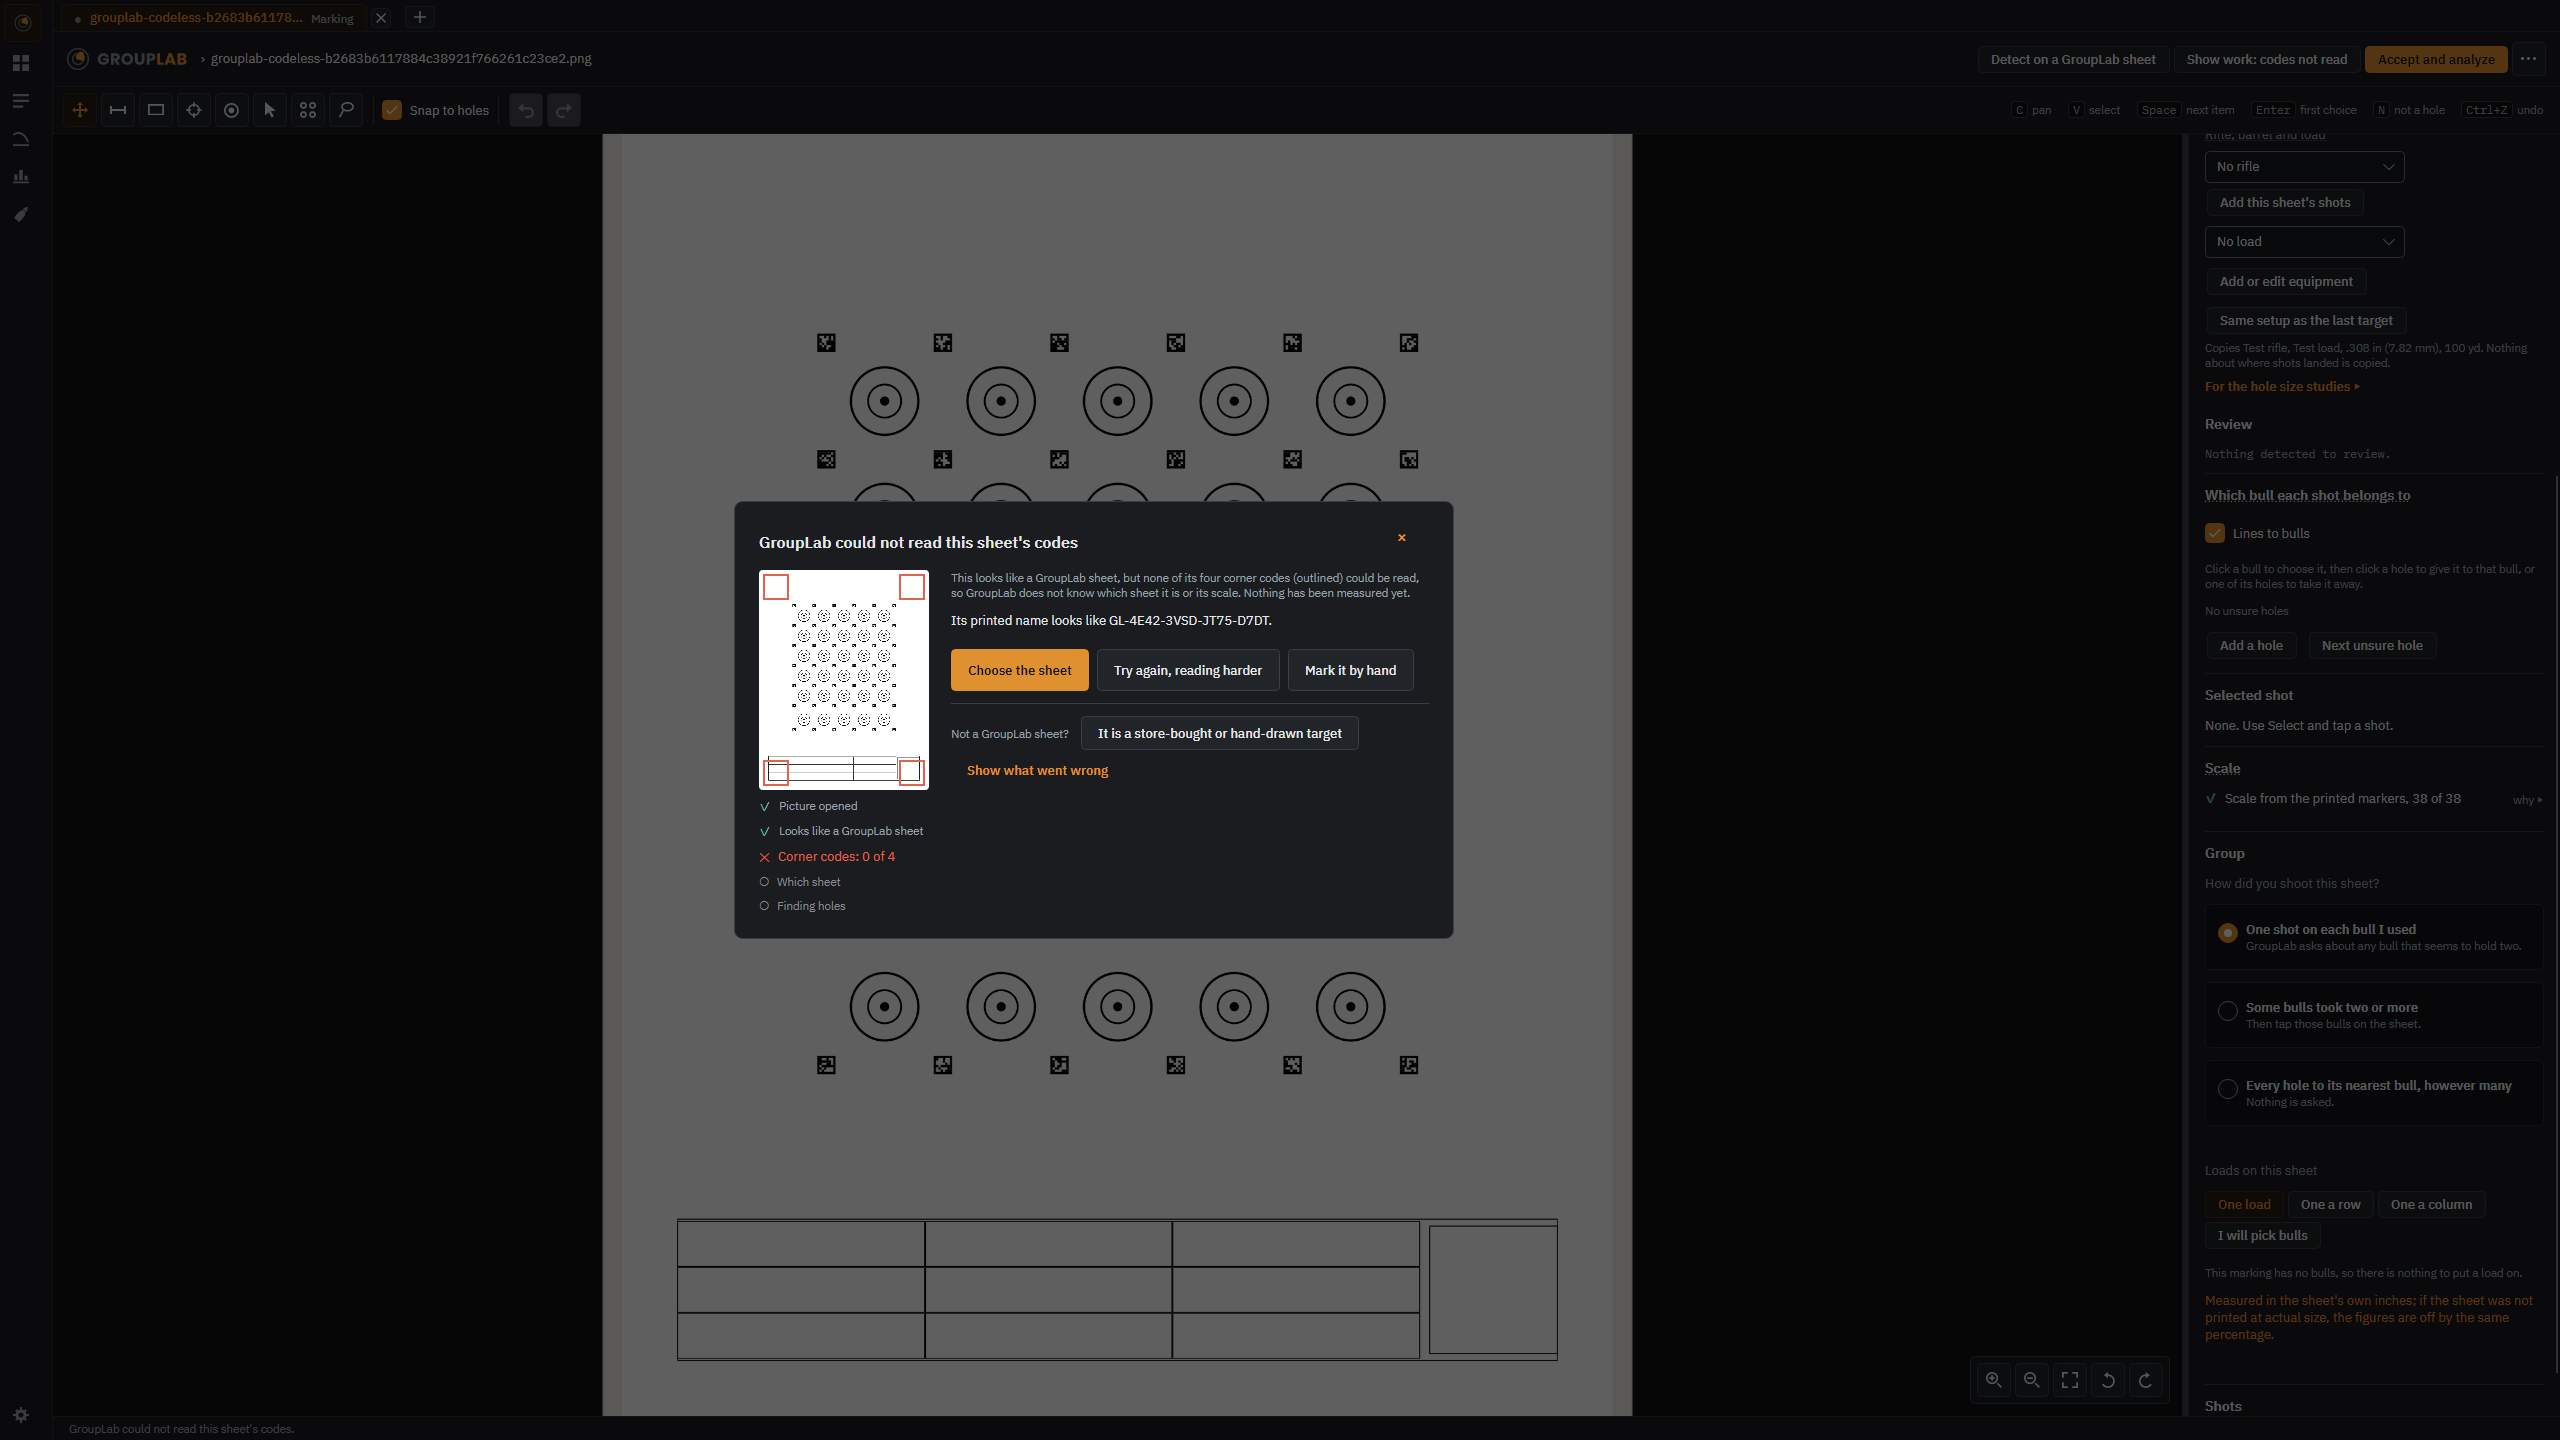 grouplab-codeless-b2683b61178... Marking
GROUPLAB › grouplab-codeless-b2683b6117884c38921f766261c23ce2.png
Detect on a GroupLab sheet
Show work: codes not read
Accept and analyze
Snap to holes
C pan V select Space next item Enter first choice N not a hole Ctrl+Z undo
Rifle, barrel and load
No rifle
Add this sheet's shots
No load
Add or edit equipment
Same setup as the last target
Copies Test rifle, Test load, .308 in (7.82 mm), 100 yd. Nothing
about where shots landed is copied.
For the hole size studies ▸
Review
Nothing detected to review.
Which bull each shot belongs to
Lines to bulls
Click a bull to choose it, then click a hole to give it to that bull, or
one of its holes to take it away.
No unsure holes
Add a hole
Next unsure hole
Selected shot
None. Use Select and tap a shot.
Scale
Scale from the printed markers, 38 of 38
why ▸
Group
How did you shoot this sheet?
One shot on each bull I used
GroupLab asks about any bull that seems to hold two.
Some bulls took two or more
Then tap those bulls on the sheet.
Every hole to its nearest bull, however many
Nothing is asked.
Loads on this sheet
One load
One a row
One a column
I will pick bulls
This marking has no bulls, so there is nothing to put a load on.
Measured in the sheet's own inches; if the sheet was not
printed at actual size, the figures are off by the same
percentage.
Shots
GroupLab could not read this sheet's codes
This looks like a GroupLab sheet, but none of its four corner codes (outlined) could be read,
so GroupLab does not know which sheet it is or its scale. Nothing has been measured yet.
Its printed name looks like GL-4E42-3VSD-JT75-D7DT.
Choose the sheet
Try again, reading harder
Mark it by hand
Not a GroupLab sheet?
It is a store-bought or hand-drawn target
Show what went wrong
Picture opened
Looks like a GroupLab sheet
Corner codes: 0 of 4
Which sheet
Finding holes
GroupLab could not read this sheet's codes.